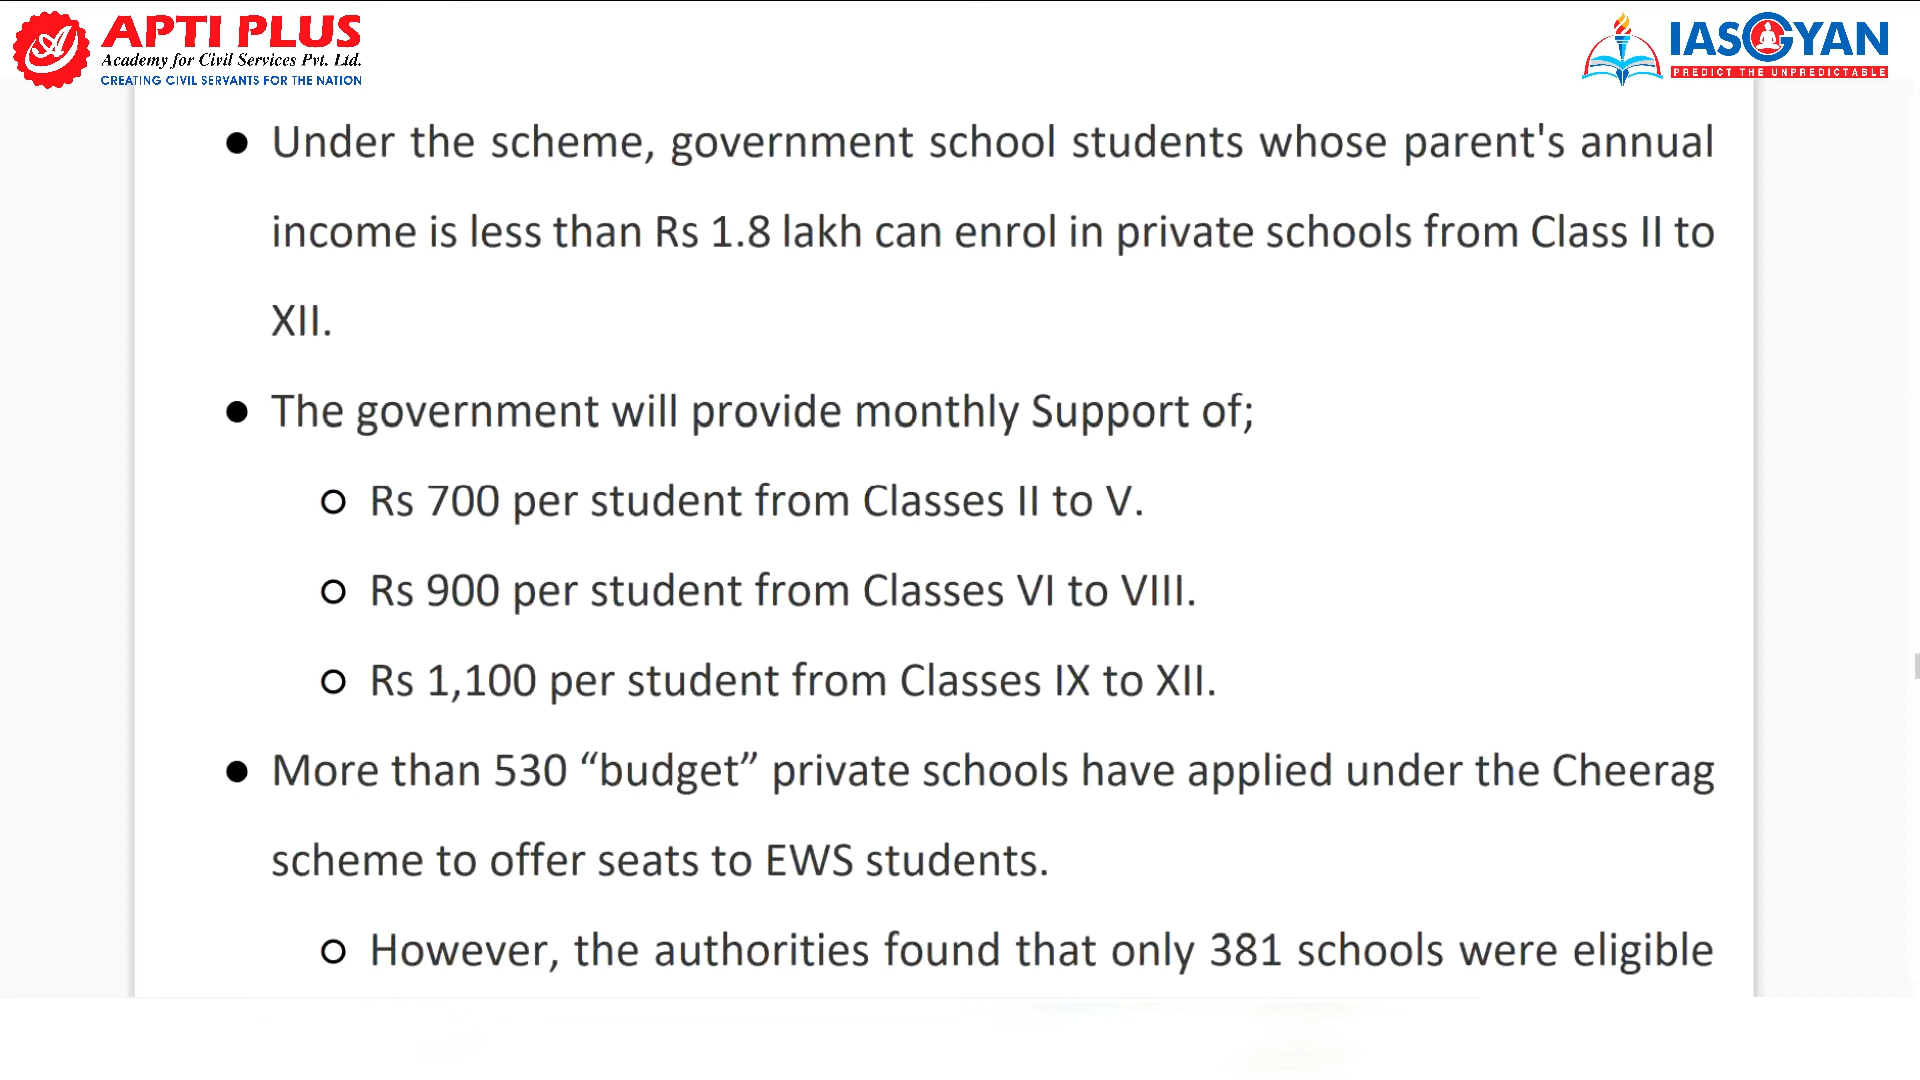 APTI PLUS
Academy for Civil Services Pvt. Ltd.
CREATING CIVIL SERVANTS FOR THE NATION
IASGYAN
PREDICT THE UNPREDICTABLE
● Under the scheme, government school students whose parent's annual
income is less than Rs 1.8 lakh can enrol in private schools from Class II to
XII.
● The government will provide monthly Support of;
○ Rs 700 per student from Classes II to V.
○ Rs 900 per student from Classes VI to VIII.
○ Rs 1,100 per student from Classes IX to XII.
● More than 530 “budget” private schools have applied under the Cheerag
scheme to offer seats to EWS students.
○ However, the authorities found that only 381 schools were eligible